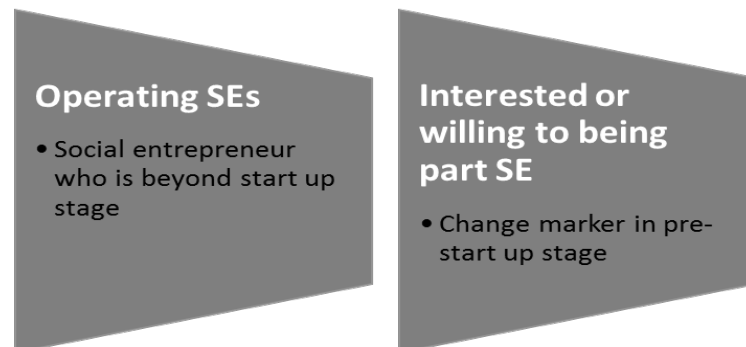 Operating SEs
• Social entrepreneur
who is beyond start up
stage
Interested or
willing to being
part SE
• Change marker in pre-
start up stage